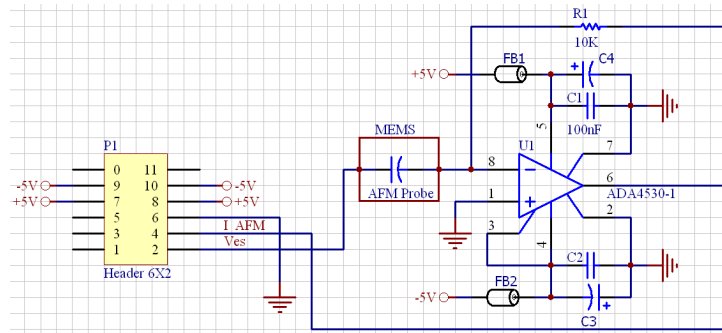 R1
10K
FB1
C4
+5V
C1
100nF
MEMS
P1
5
U1
7
0 11
8
-5V 9 10 -5V
AFM Probe
6
+5V 7 8 +5V
1
ADA4530-1
5 6
2
I_AFM
3 4
3
Ves
4
1 2
C2
Header 6X2
FB2
-5V
C3
+
+
-
+